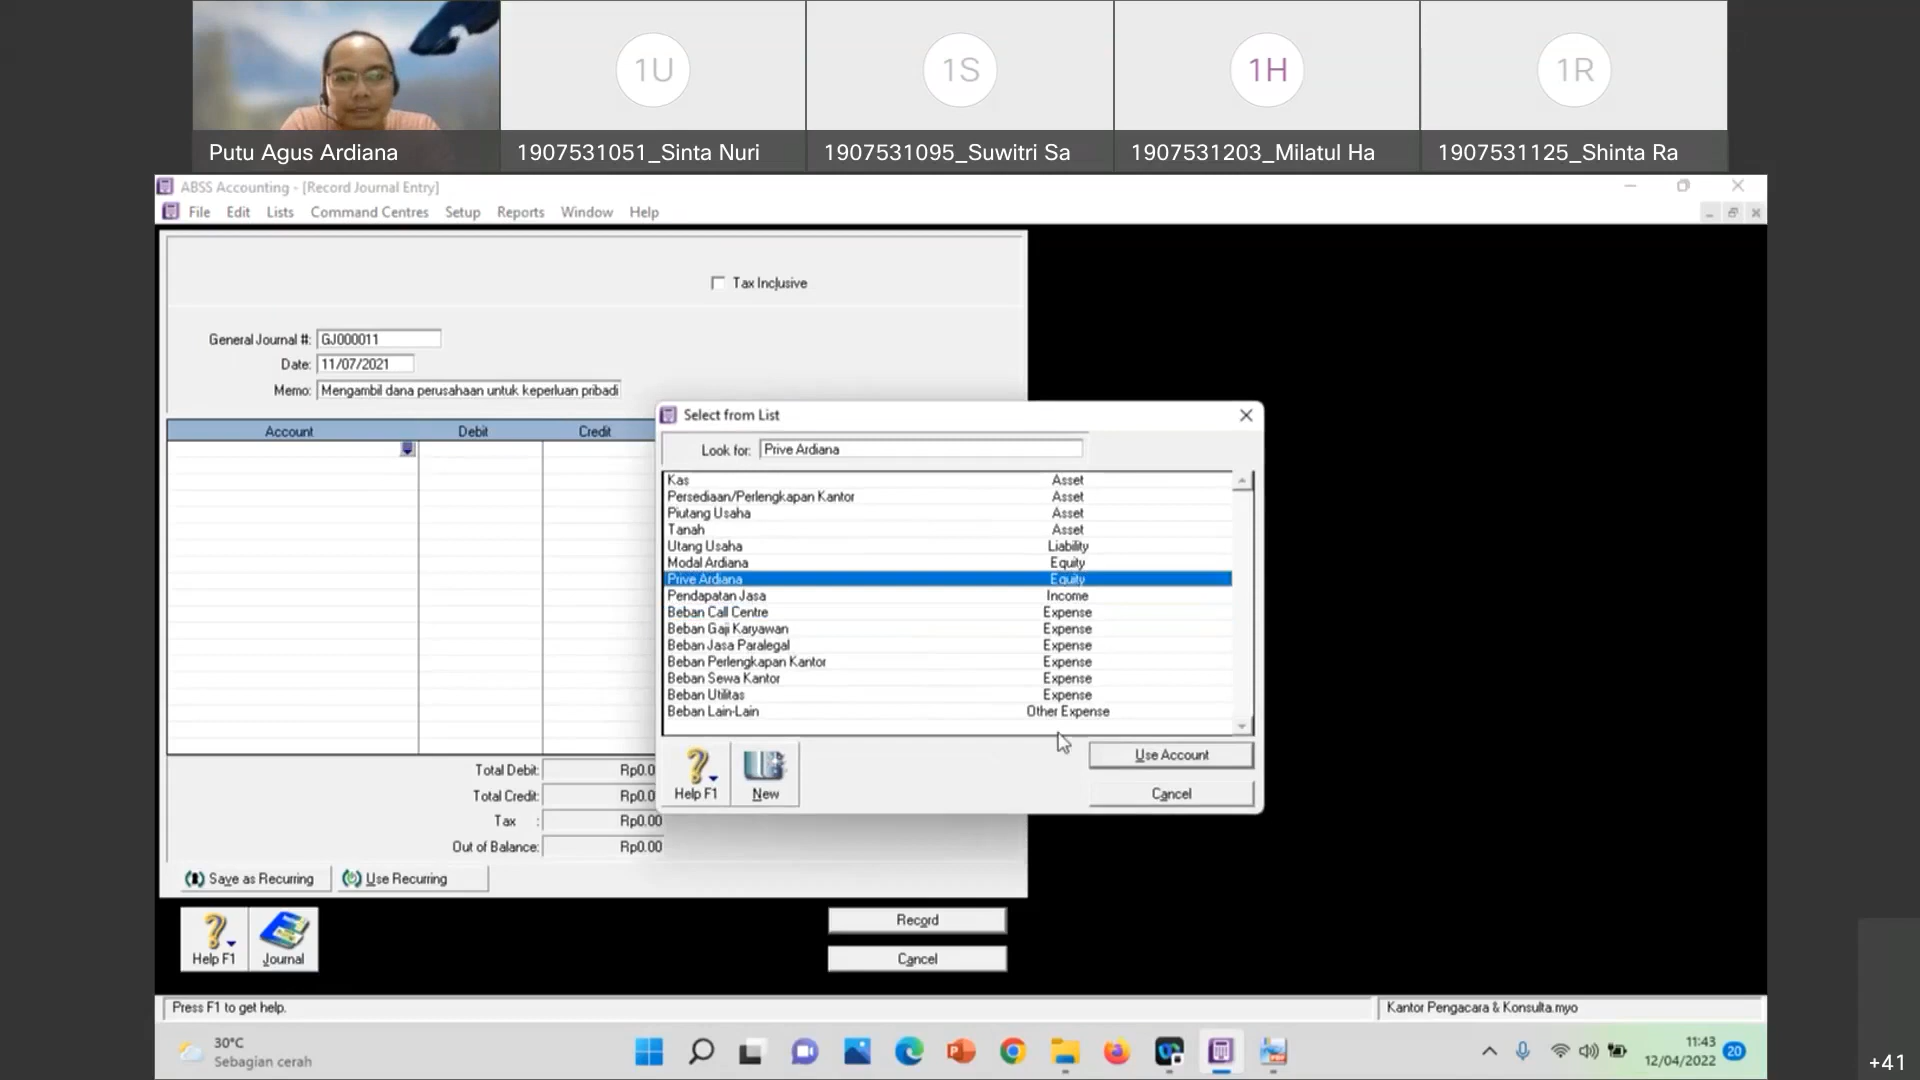 1U
1S
1H
1R
Putu Agus Ardiana
1907531051_Sinta Nuri
1907531095_Suwitri Sa
1907531203_Milatul Ha
1907531125_Shinta Ra
ABSS Accounting - [Record Journal Entry]
File Edit Lists Command Centres Setup Reports Window Help
Tax Inclusive
General Journal #: GJ000011
Date: 11/07/2021
Memo: Mengambil dana perusahaan untuk keperluan pribadi
Account Debit Credit
Select from List
Look for: Prive Ardiana
Kas Asset
Persediaan/Perlengkapan Kantor Asset
Piutang Usaha Asset
Tanah Asset
Utang Usaha Liability
Modal Ardiana Equity
Prive Ardiana Equity
Pendapatan Jasa Income
Beban Call Centre Expense
Beban Gaji Karyawan Expense
Beban Jasa Paralegal Expense
Beban Perlengkapan Kantor Expense
Beban Sewa Kantor Expense
Beban Utilitas Expense
Beban Lain-Lain Other Expense
Help F1
New
Use Account
Cancel
Total Debit: Rp0.0
Total Credit: Rp0.0
Tax : Rp0.00
Out of Balance: Rp0.00
Save as Recurring
Use Recurring
Help F1
Journal
Record
Cancel
Press F1 to get help.
Kantor Pengacara & Konsulta.myo
30°C
Sebagian cerah
11:43
12/04/2022
20
+41